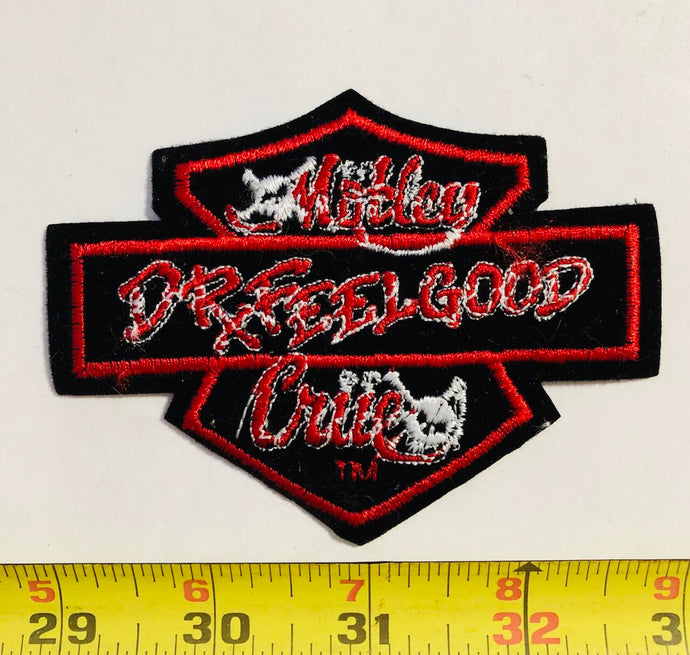 Mötley
DR. FEELGOOD
Crüe
TM
5 6 7 8 9
29 30 31 32 3